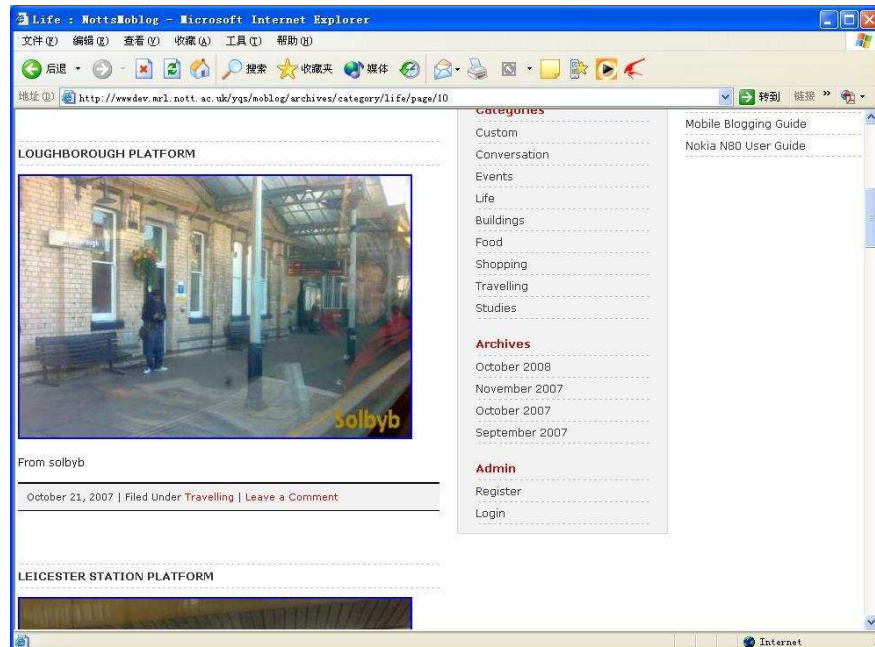 Life : NottsMoblog - Microsoft Internet Explorer
文件(F) 编辑(E) 查看(V) 收藏(A) 工具(T) 帮助(H)
后退 搜索 收藏夹 媒体
地址(D) http://wwwdev.mrl.nott.ac.uk/yqs/moblog/archives/category/life/page/10 转到 链接 »
LOUGHBOROUGH PLATFORM
Solbyb
From solbyb
October 21, 2007 | Filed Under Travelling | Leave a Comment
LEICESTER STATION PLATFORM
Categories
Custom
Conversation
Events
Life
Buildings
Food
Shopping
Travelling
Studies
Archives
October 2008
November 2007
October 2007
September 2007
Admin
Register
Login
Mobile Blogging Guide
Nokia N80 User Guide
Internet